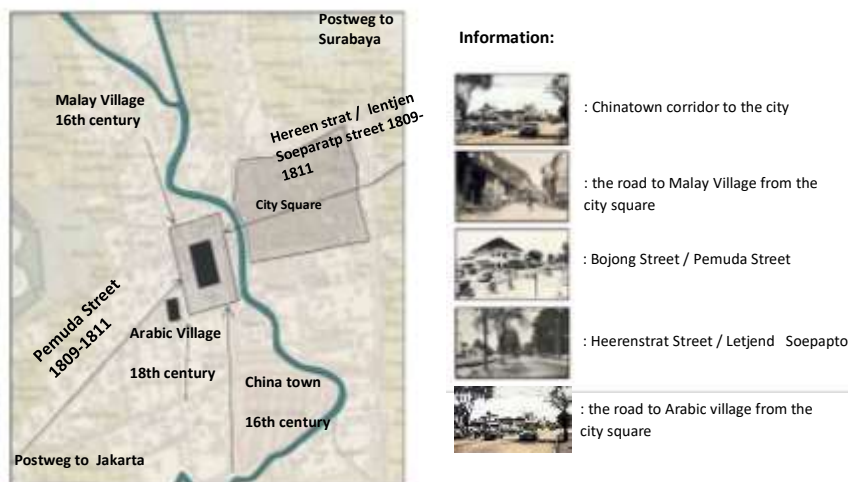 Postweg to
Surabaya
Malay Village
16th century
Hereen strat / lentjen
Soeparatp street 1809-
1811
City Square
Pemuda Street
1809-1811
Arabic Village
18th century
China town
16th century
Postweg to Jakarta
Information:
: Chinatown corridor to the city
: the road to Malay Village from the
city square
: Bojong Street / Pemuda Street
: Heerenstrat Street / Letjend Soepapto
: the road to Arabic village from the
city square